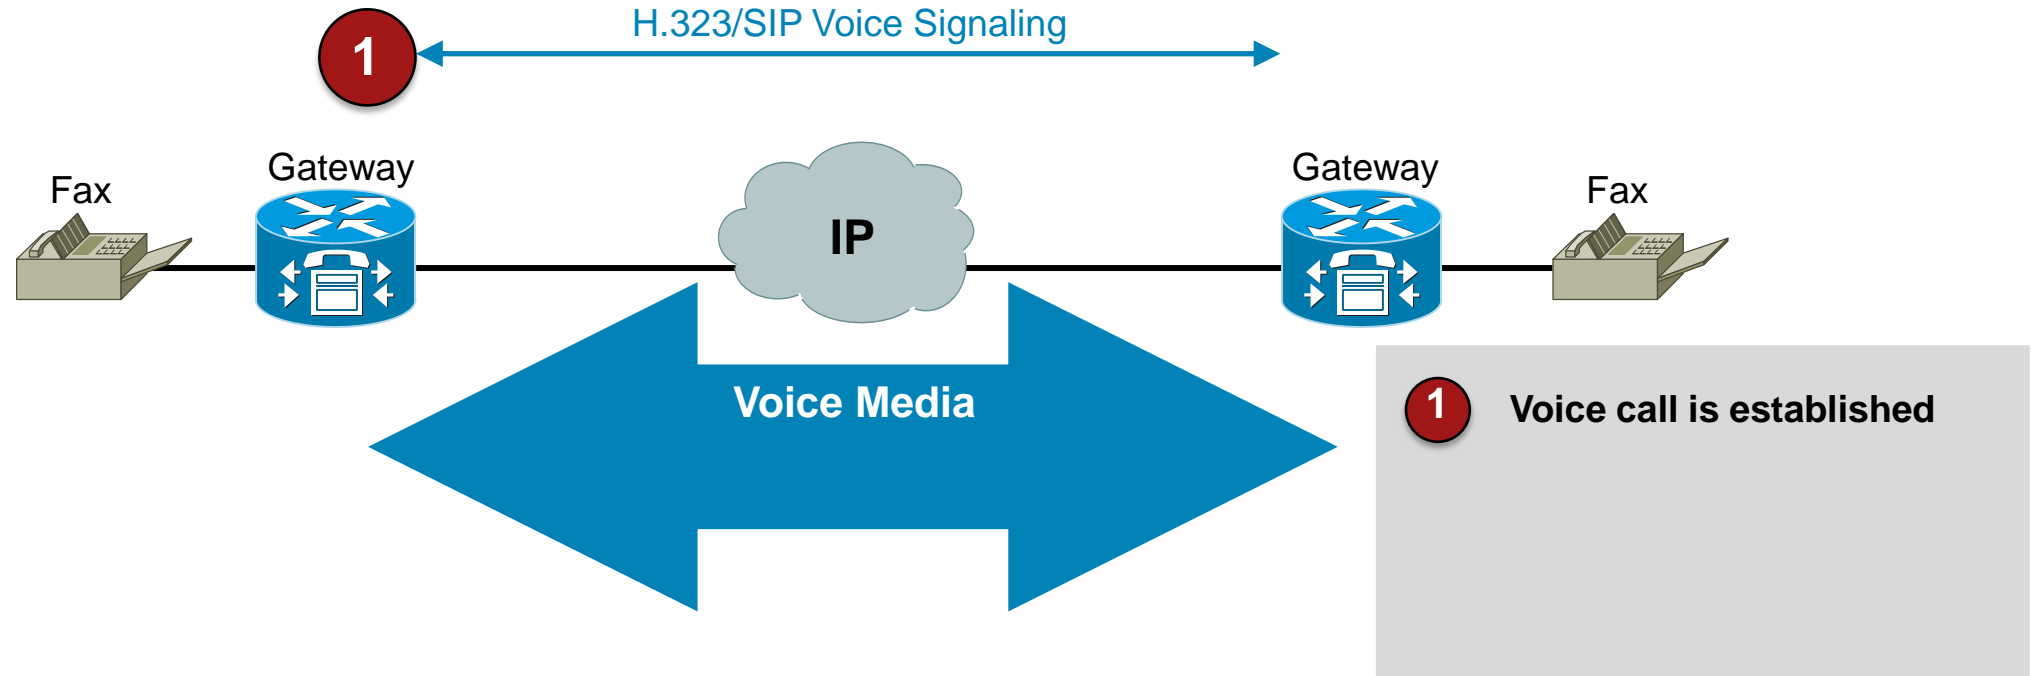 H.323/SIP Voice Signaling
1
Gateway
Gateway
Fax
Fax
IP
Voice Media
1 Voice call is established